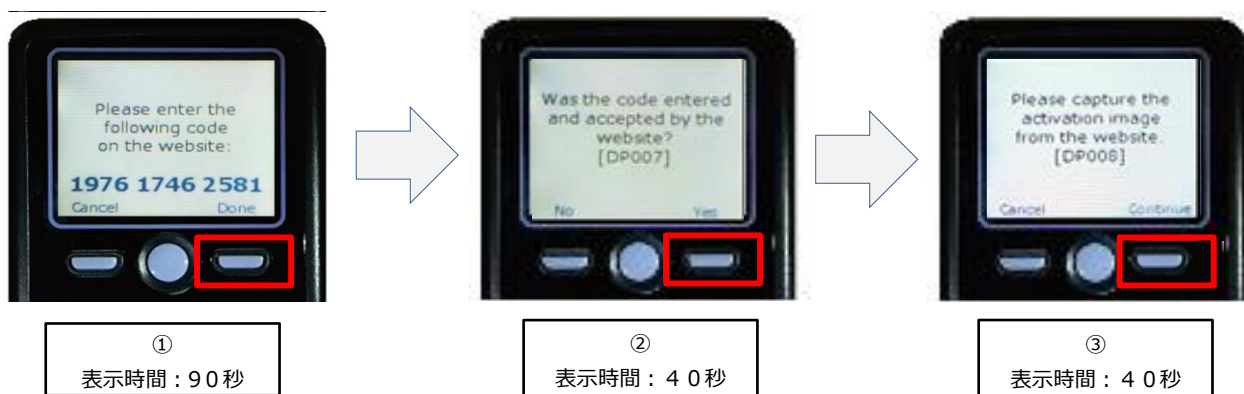 Please enter the
following code
on the website:
1976 1746 2581
Cancel Done
Was the code entered
and accepted by the
website?
[DP007]
No Yes
Please capture the
activation image
from the website.
[DP008]
Cancel Continue
①
表示時間：90秒
②
表示時間：４０秒
③
表示時間：４０秒